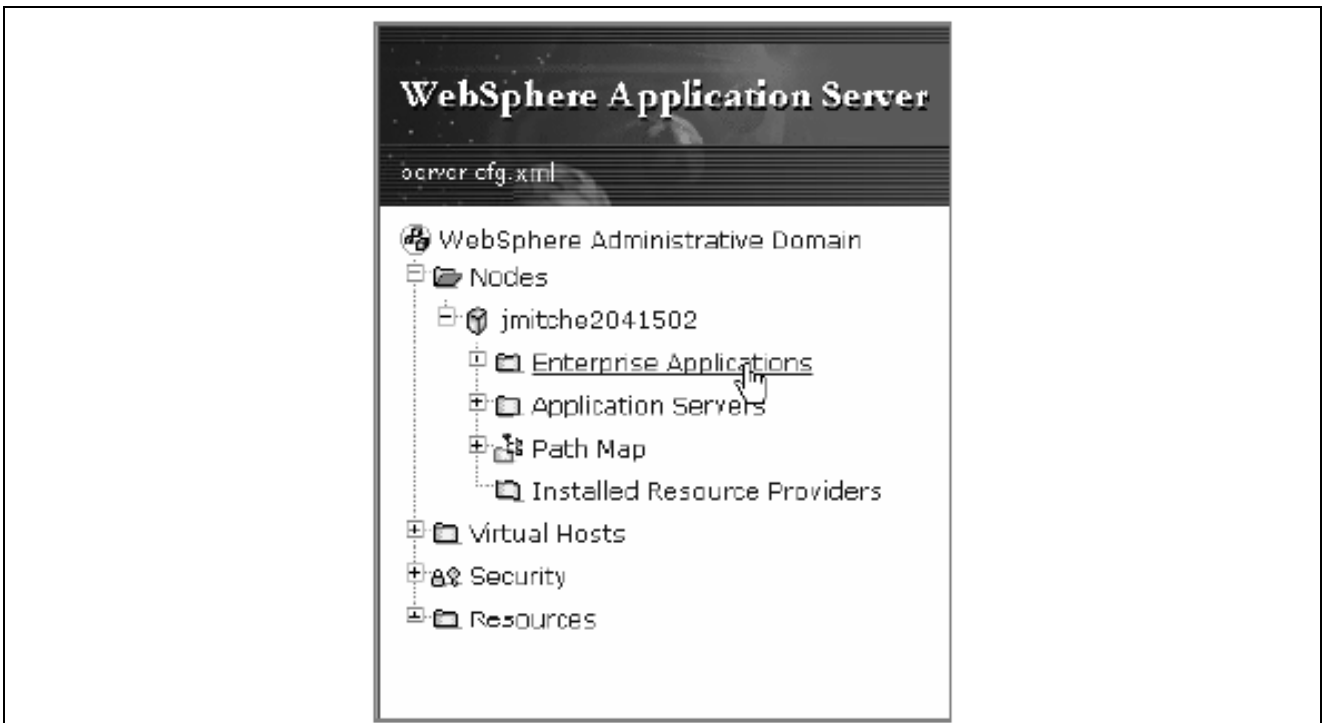 WebSphere Application Server
server-cfg.xml
WebSphere Administrative Domain
Nodes
jmitche2041502
Enterprise Applications
Application Servers
Path Map
Installed Resource Providers
Virtual Hosts
Security
Resources